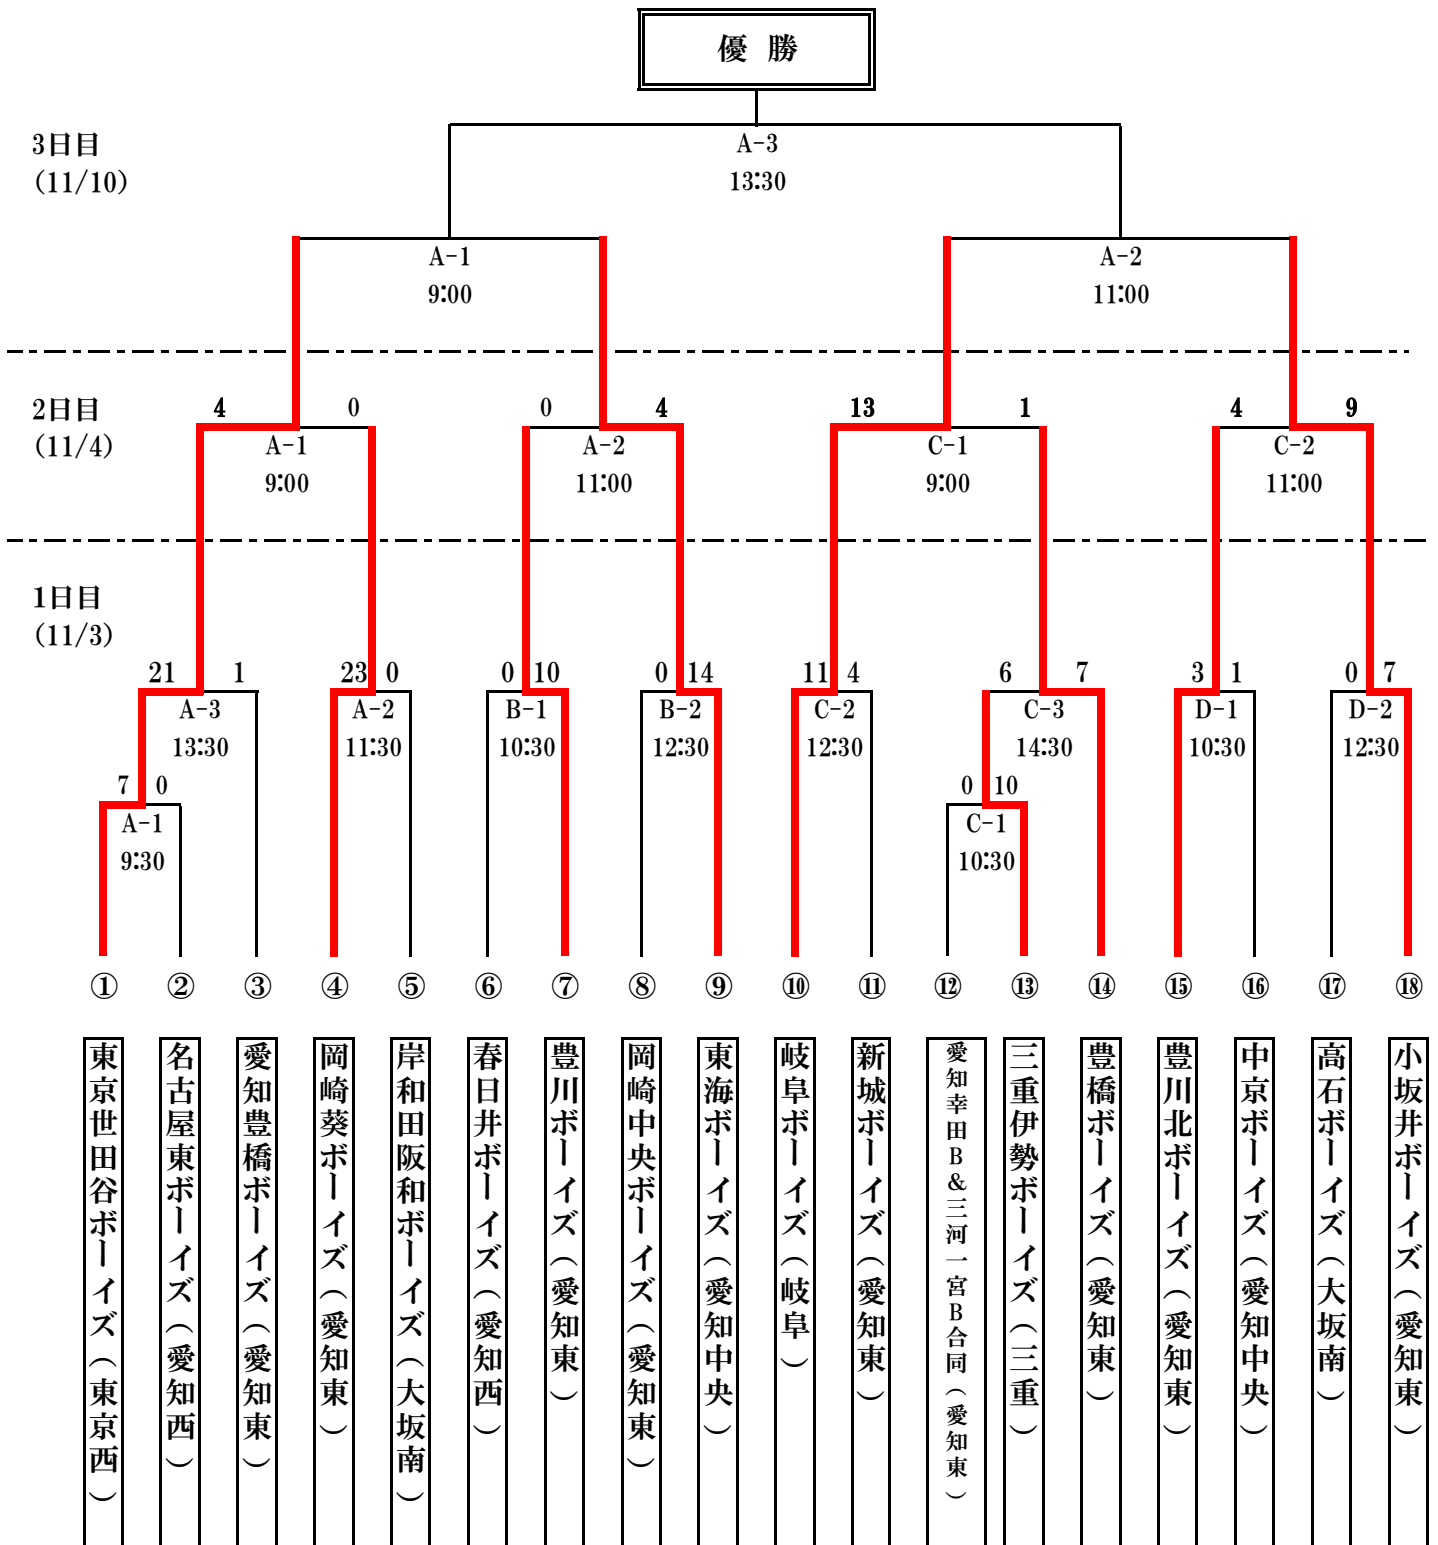 優 勝
3日目
(11/10)
A-3
13:30
A-1
9:00
A-2
11:00
2日目
(11/4)
4 0 0 4 13 1 4 9
A-1 A-2 C-1 C-2
9:00 11:00 9:00 11:00
1日目
(11/3)
21 1 23 0 0 10 0 14 11 4 6 7 3 1 0 7
A-3 A-2 B-1 B-2 C-2 C-3 D-1 D-2
13:30 11:30 10:30 12:30 12:30 14:30 10:30 12:30
7 0 0 10
A-1 C-1
9:30 10:30
① ② ③ ④ ⑤ ⑥ ⑦ ⑧ ⑨ ⑩ ⑪ ⑫ ⑬ ⑭ ⑮ ⑯ ⑰ ⑱
東京世田谷ボーイズ(東京西)
名古屋東ボーイズ(愛知西)
愛知豊橋ボーイズ(愛知東)
岡崎葵ボーイズ(愛知東)
岸和田阪和ボーイズ(大坂南)
春日井ボーイズ(愛知西)
豊川ボーイズ(愛知東)
岡崎中央ボーイズ(愛知東)
東海ボーイズ(愛知中央)
岐阜ボーイズ(岐阜)
新城ボーイズ(愛知東)
愛知幸田B&三河一宮B合同(愛知東)
三重伊勢ボーイズ(三重)
豊橋ボーイズ(愛知東)
豊川北ボーイズ(愛知東)
中京ボーイズ(愛知中央)
高石ボーイズ(大坂南)
小坂井ボーイズ(愛知東)